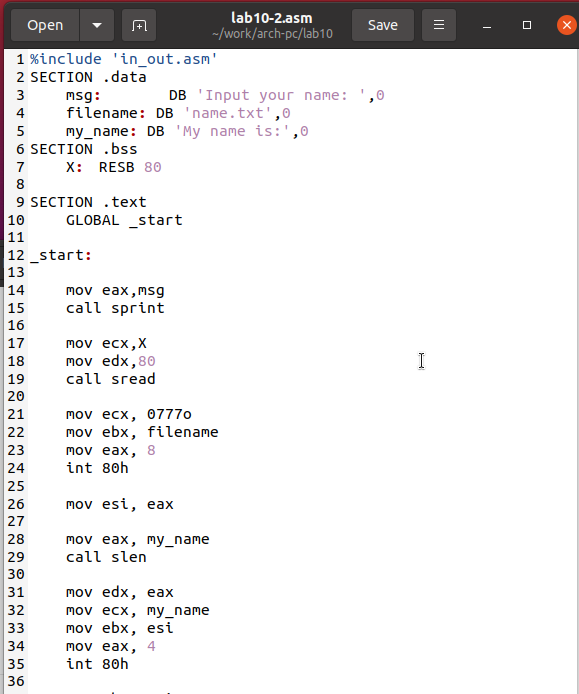 Open
lab10-2.asm
~/work/arch-pc/lab10
Save
1 %include 'in_out.asm'
2 SECTION .data
3     msg:        DB 'Input your name: ',0
4     filename: DB 'name.txt',0
5     my_name: DB 'My name is:',0
6 SECTION .bss
7     X:  RESB 80
8
9 SECTION .text
10     GLOBAL _start
11
12 _start:
13
14     mov eax,msg
15     call sprint
16
17     mov ecx,X
18     mov edx,80
19     call sread
20
21     mov ecx, 0777o
22     mov ebx, filename
23     mov eax, 8
24     int 80h
25
26     mov esi, eax
27
28     mov eax, my_name
29     call slen
30
31     mov edx, eax
32     mov ecx, my_name
33     mov ebx, esi
34     mov eax, 4
35     int 80h
36